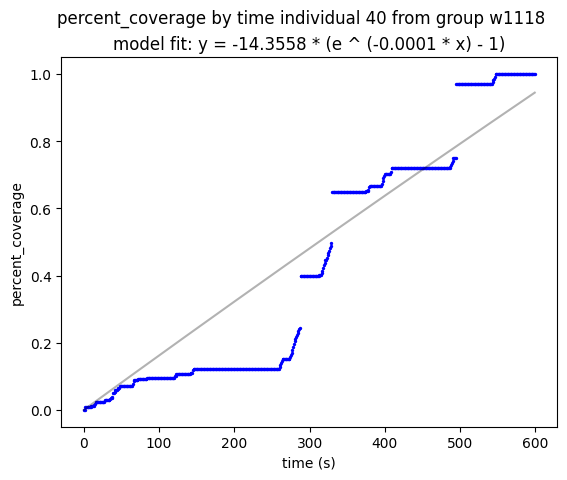 percent_coverage by time individual 40 from group w1118
model fit: y = -14.3558 * (e ^ (-0.0001 * x) - 1)
1.0
0.8
0.6
0.4
0.2
0.0
percent_coverage
0 100 200 300 400 500 600
time (s)